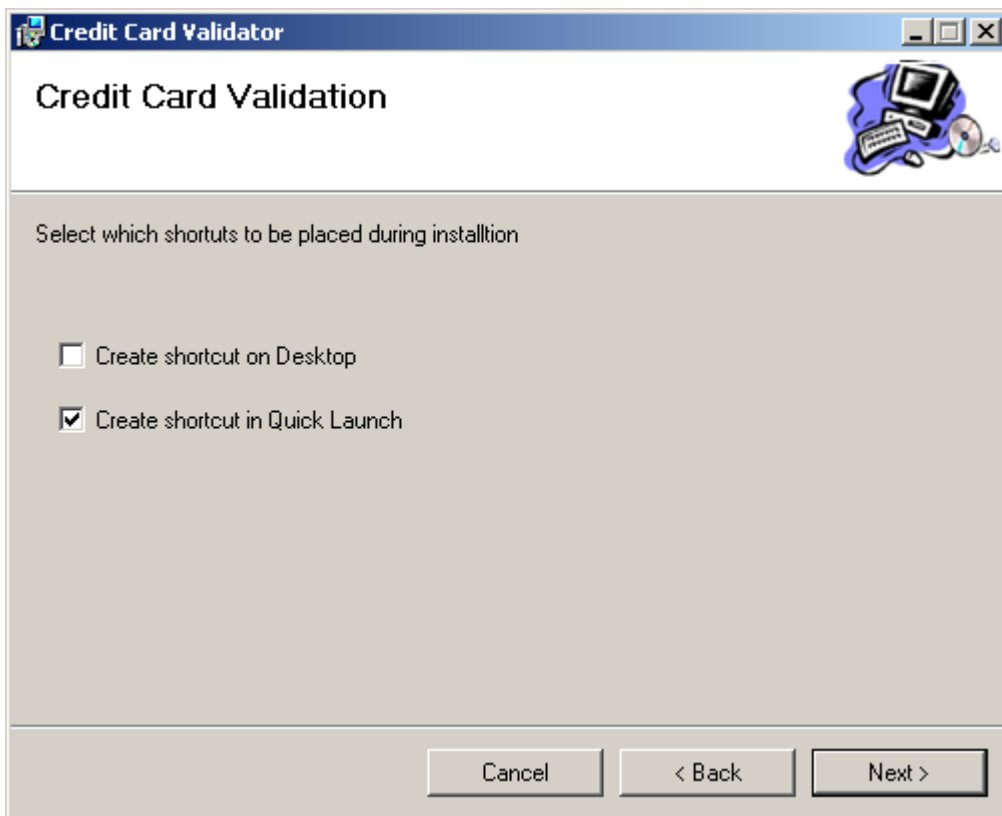 Credit Card Validator
Credit Card Validation
Select which shortuts to be placed during installtion
Create shortcut on Desktop
Create shortcut in Quick Launch
Cancel
< Back
Next >